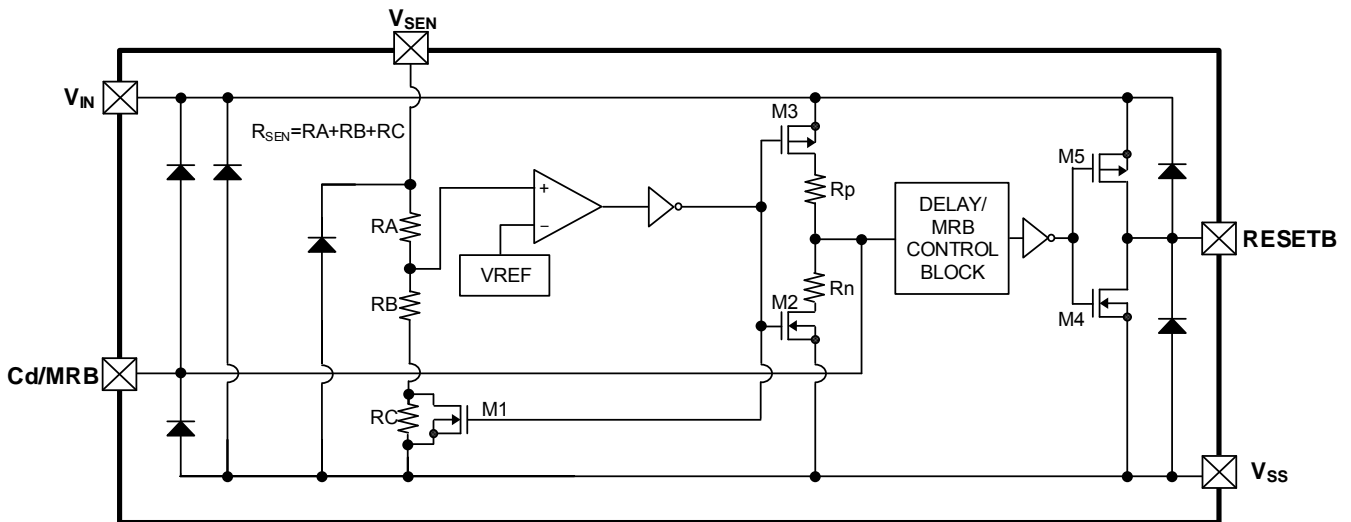 VSEN
VIN
M3
RSEN=RA+RB+RC
M5
Rp
+
RA
DELAY/
MRB
CONTROL
BLOCK
−
RESETB
VREF
RB
Rn
M2
M4
Cd/MRB
RC
M1
VSS